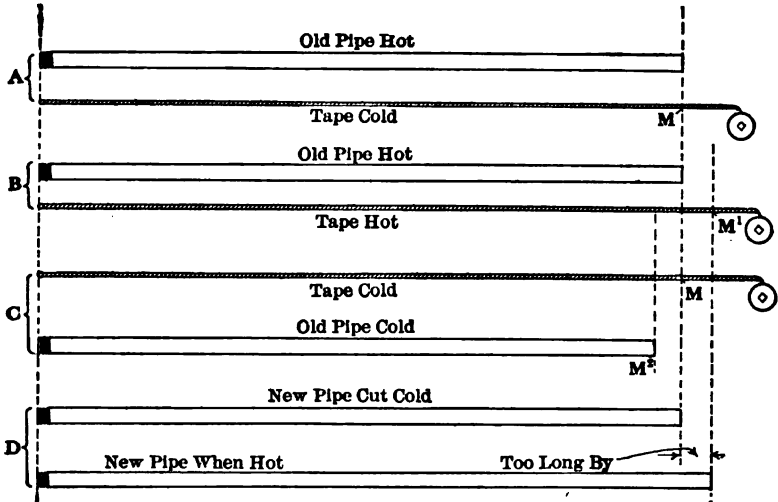 Old Pipe Hot
A
Tape Cold
M
Old Pipe Hot
B
Tape Hot
M¹
Tape Cold
M
C
Old Pipe Cold
M²
New Pipe Cut Cold
D
New Pipe When Hot
Too Long By